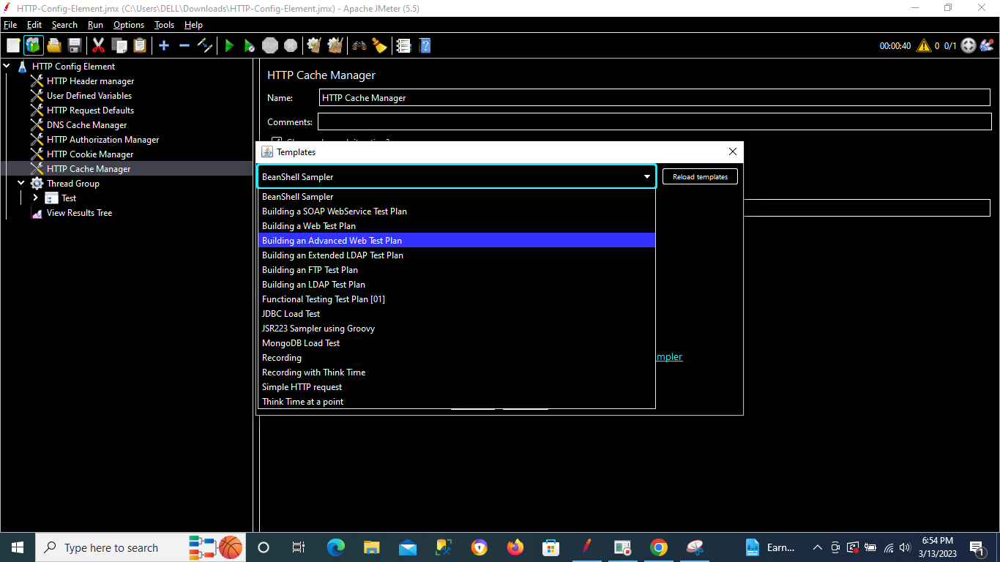 HTTP-Config-Element.jmx (C:\Users\DELL\Downloads\HTTP-Config-Element.jmx) - Apache JMeter (5.5)
File Edit Search Run Options Tools Help
00:00:40 0 0/1
HTTP Config Element
HTTP Header manager
User Defined Variables
HTTP Request Defaults
DNS Cache Manager
HTTP Authorization Manager
HTTP Cookie Manager
HTTP Cache Manager
Thread Group
Test
View Results Tree
HTTP Cache Manager
Name: HTTP Cache Manager
Comments:
Templates
BeanShell Sampler
Reload templates
BeanShell Sampler
Building a SOAP WebService Test Plan
Building a Web Test Plan
Building an Advanced Web Test Plan
Building an Extended LDAP Test Plan
Building an FTP Test Plan
Building an LDAP Test Plan
Functional Testing Test Plan [01]
JDBC Load Test
JSR223 Sampler using Groovy
MongoDB Load Test
Recording
Recording with Think Time
Simple HTTP request
Think Time at a point
mpler
Type here to search
Earn...
6:54 PM
3/13/2023
1